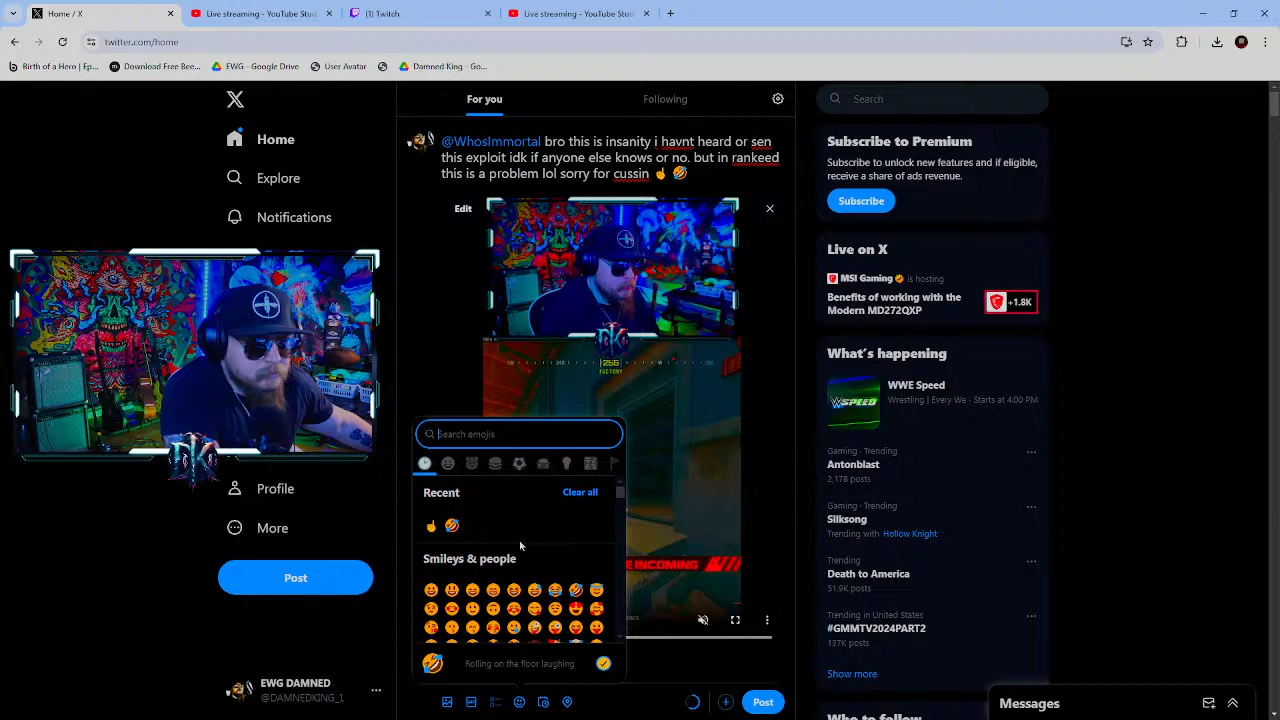 Home / X
Live streaming - YouTube Stu
(1) Twitch
Live streaming - YouTube Stu
twitter.com/home
Birth of a Hero | Ep...
Download Free Bee...
EWG - Google Drive
User Avatar
Damned King - Go...
Home
Explore
Notifications
Profile
More
Post
EWG DAMNED
@DAMNEDKING_1
For you
Following
@WhosImmortal bro this is insanity i havnt heard or sen
this exploit idk if anyone else knows or no. but in rankeed
this is a problem lol sorry for cussin ☝️ 🤣
Edit
255
FACTORY
E INCOMING
Search emojis
Recent
Clear all
Smileys & people
Rolling on the floor laughing
Post
Search
Subscribe to Premium
Subscribe to unlock new features and if eligible,
receive a share of ads revenue.
Subscribe
Live on X
MSI Gaming is hosting
Benefits of working with the
Modern MD272QXP
+1.8K
What's happening
WWE Speed
Wrestling | Every We · Starts at 4:00 PM
Gaming · Trending
Antonblast
2,178 posts
Gaming · Trending
Silksong
Trending with Hollow Knight
Trending
Death to America
51.9K posts
Trending in United States
#GMMTV2024PART2
137K posts
Show more
Who to follow
Messages